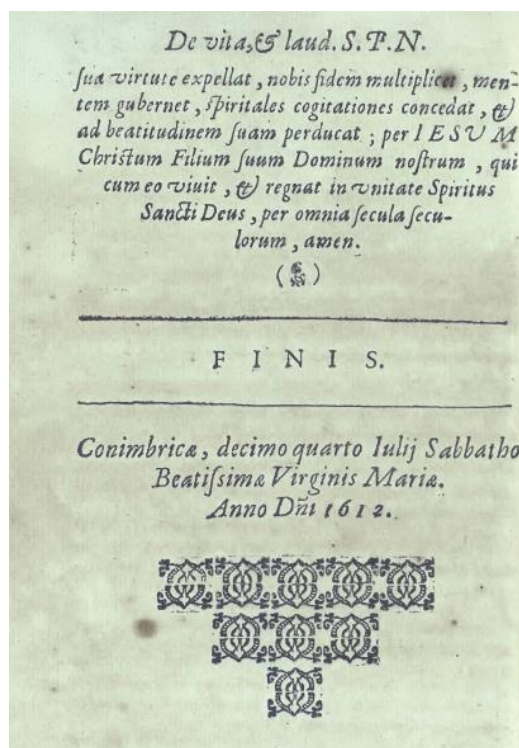 De vita, & laud. S. P. N.
ſuæ virtute expellat, nobis fidem multiplicet, men-
tem gubernet, ſpiritales cogitationes concedat, &
ad beatitudinem ſuam perducat; per IESVM
Chriſtum Filium ſuum Dominum noſtrum, qui
cum eo viuit, & regnat in vnitate Spiritus
Sancti Deus, per omnia ſecula ſecu-
lorum, amen.
FINIS.
Conimbricæ, decimo quarto Iulij Sabbatho
Beatiſsimæ Virginis Mariæ.
Anno Dñi 1612.